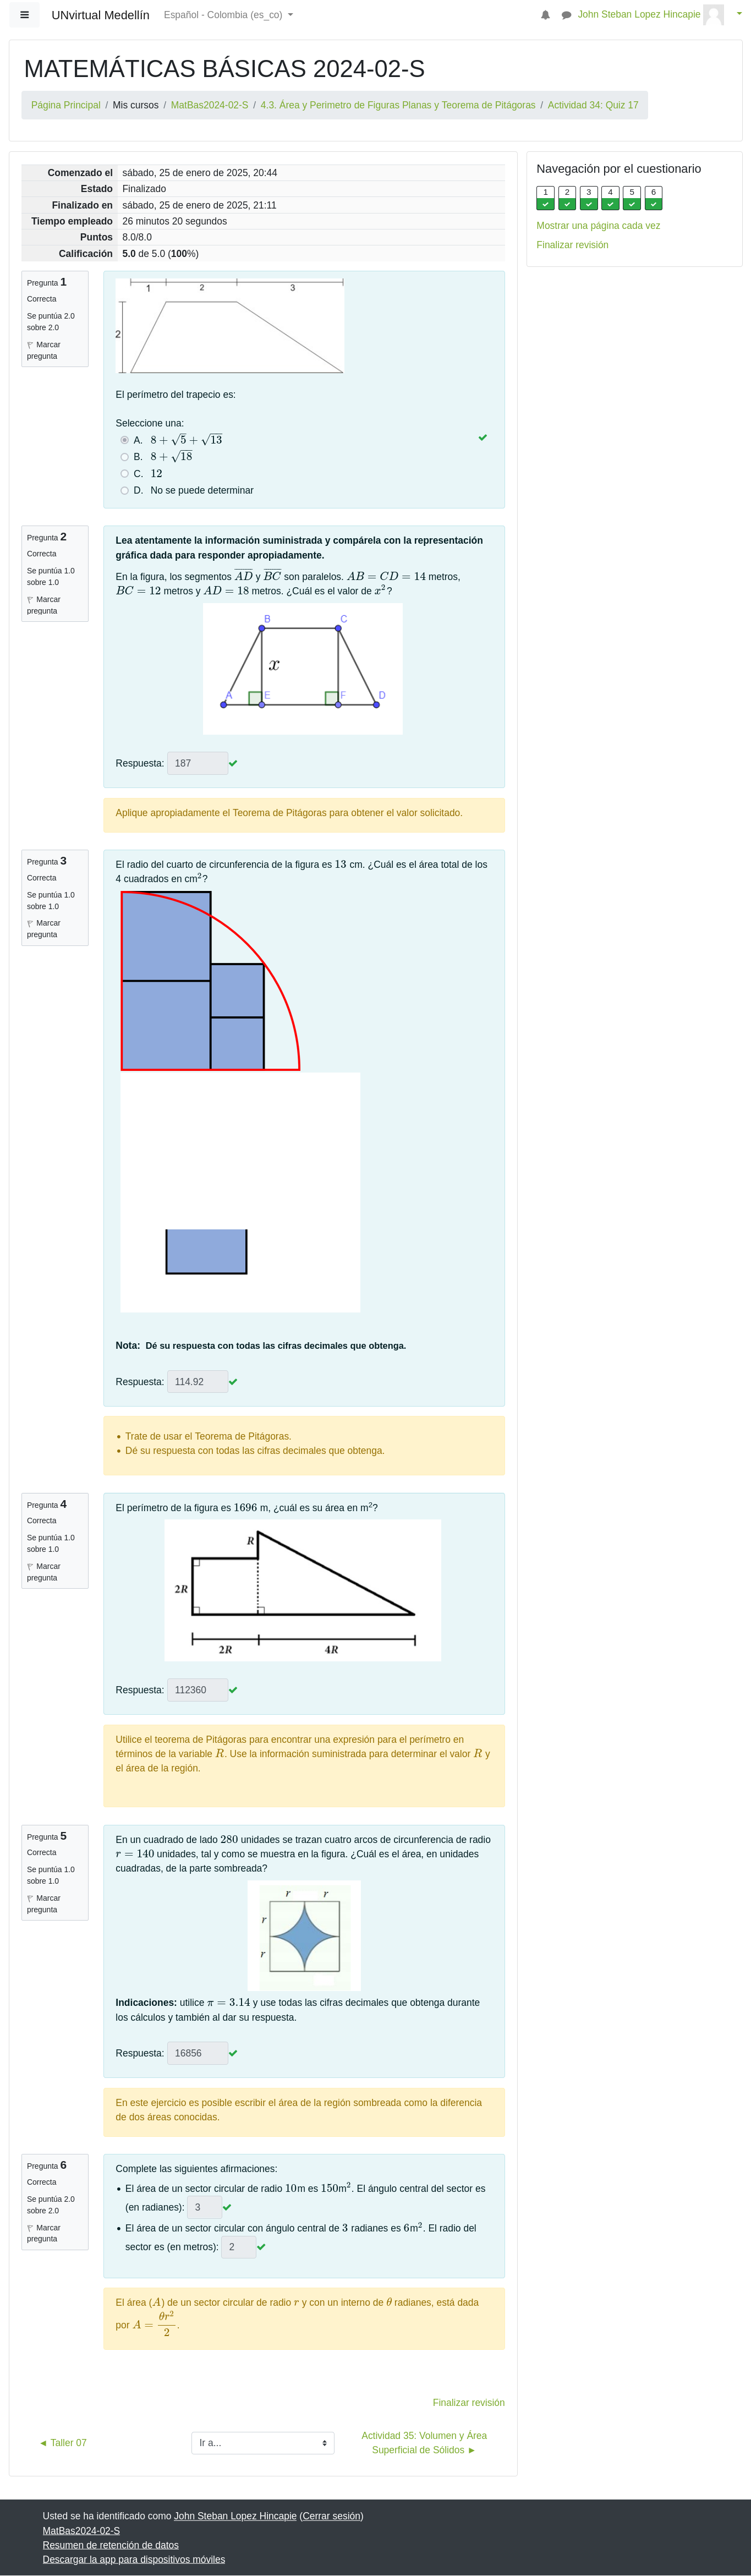 UNvirtual Medellín Español - Colombia (es_co) John Steban Lopez Hincapie
MATEMÁTICAS BÁSICAS 2024-02-S
Página Principal / Mis cursos / MatBas2024-02-S / 4.3. Área y Perimetro de Figuras Planas y Teorema de Pitágoras / Actividad 34: Quiz 17
Comenzado el sábado, 25 de enero de 2025, 20:44
Estado Finalizado
Finalizado en sábado, 25 de enero de 2025, 21:11
Tiempo empleado 26 minutos 20 segundos
Puntos 8.0/8.0
Calificación 5.0 de 5.0 (100%)
Navegación por el cuestionario
1 2 3 4 5 6
Mostrar una página cada vez
Finalizar revisión
Pregunta 1
Correcta
Se puntúa 2.0
sobre 2.0
Marcar
pregunta
1 2 3
2
El perímetro del trapecio es:
Seleccione una:
A. 8 + √5 + √13
B. 8 + √18
C. 12
D. No se puede determinar
Pregunta 2
Correcta
Se puntúa 1.0
sobre 1.0
Marcar
pregunta
Lea atentamente la información suministrada y compárela con la representación
gráfica dada para responder apropiadamente.
En la figura, los segmentos A̅D̅ y B̅C̅ son paralelos. AB = CD = 14 metros,
BC = 12 metros y AD = 18 metros. ¿Cuál es el valor de x²?
B C
x
A E F D
Respuesta: 187
Aplique apropiadamente el Teorema de Pitágoras para obtener el valor solicitado.
Pregunta 3
Correcta
Se puntúa 1.0
sobre 1.0
Marcar
pregunta
El radio del cuarto de circunferencia de la figura es 13 cm. ¿Cuál es el área total de los
4 cuadrados en cm²?
Nota: Dé su respuesta con todas las cifras decimales que obtenga.
Respuesta: 114.92
• Trate de usar el Teorema de Pitágoras.
• Dé su respuesta con todas las cifras decimales que obtenga.
Pregunta 4
Correcta
Se puntúa 1.0
sobre 1.0
Marcar
pregunta
El perímetro de la figura es 1696 m, ¿cuál es su área en m²?
R
2R
2R 4R
Respuesta: 112360
Utilice el teorema de Pitágoras para encontrar una expresión para el perímetro en
términos de la variable R. Use la información suministrada para determinar el valor R y
el área de la región.
Pregunta 5
Correcta
Se puntúa 1.0
sobre 1.0
Marcar
pregunta
En un cuadrado de lado 280 unidades se trazan cuatro arcos de circunferencia de radio
r = 140 unidades, tal y como se muestra en la figura. ¿Cuál es el área, en unidades
cuadradas, de la parte sombreada?
r r
r
r
Indicaciones: utilice π = 3.14 y use todas las cifras decimales que obtenga durante
los cálculos y también al dar su respuesta.
Respuesta: 16856
En este ejercicio es posible escribir el área de la región sombreada como la diferencia
de dos áreas conocidas.
Pregunta 6
Correcta
Se puntúa 2.0
sobre 2.0
Marcar
pregunta
Complete las siguientes afirmaciones:
• El área de un sector circular de radio 10m es 150m². El ángulo central del sector es
(en radianes): 3
• El área de un sector circular con ángulo central de 3 radianes es 6m². El radio del
sector es (en metros): 2
El área (A) de un sector circular de radio r y con un interno de θ radianes, está dada
por A = θr²/2.
Finalizar revisión
◄ Taller 07
Ir a...
Actividad 35: Volumen y Área
Superficial de Sólidos ►
Usted se ha identificado como John Steban Lopez Hincapie (Cerrar sesión)
MatBas2024-02-S
Resumen de retención de datos
Descargar la app para dispositivos móviles